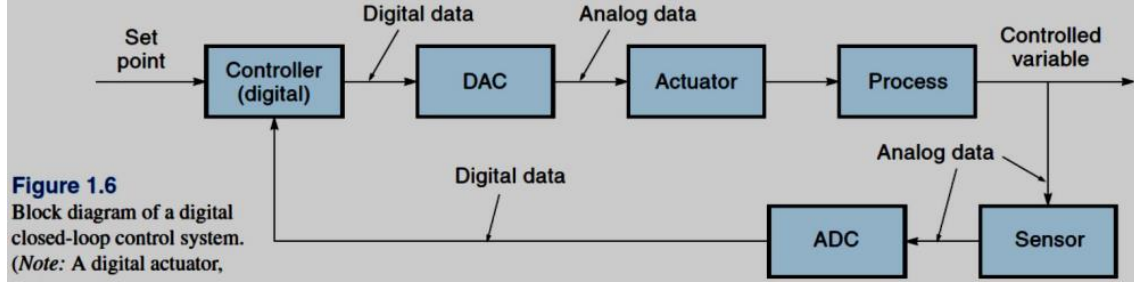 Digital data
Analog data
Set
point
Controller
(digital)
DAC
Actuator
Process
Controlled
variable
Analog data
Digital data
ADC
Sensor
Figure 1.6
Block diagram of a digital
closed-loop control system.
(Note: A digital actuator,